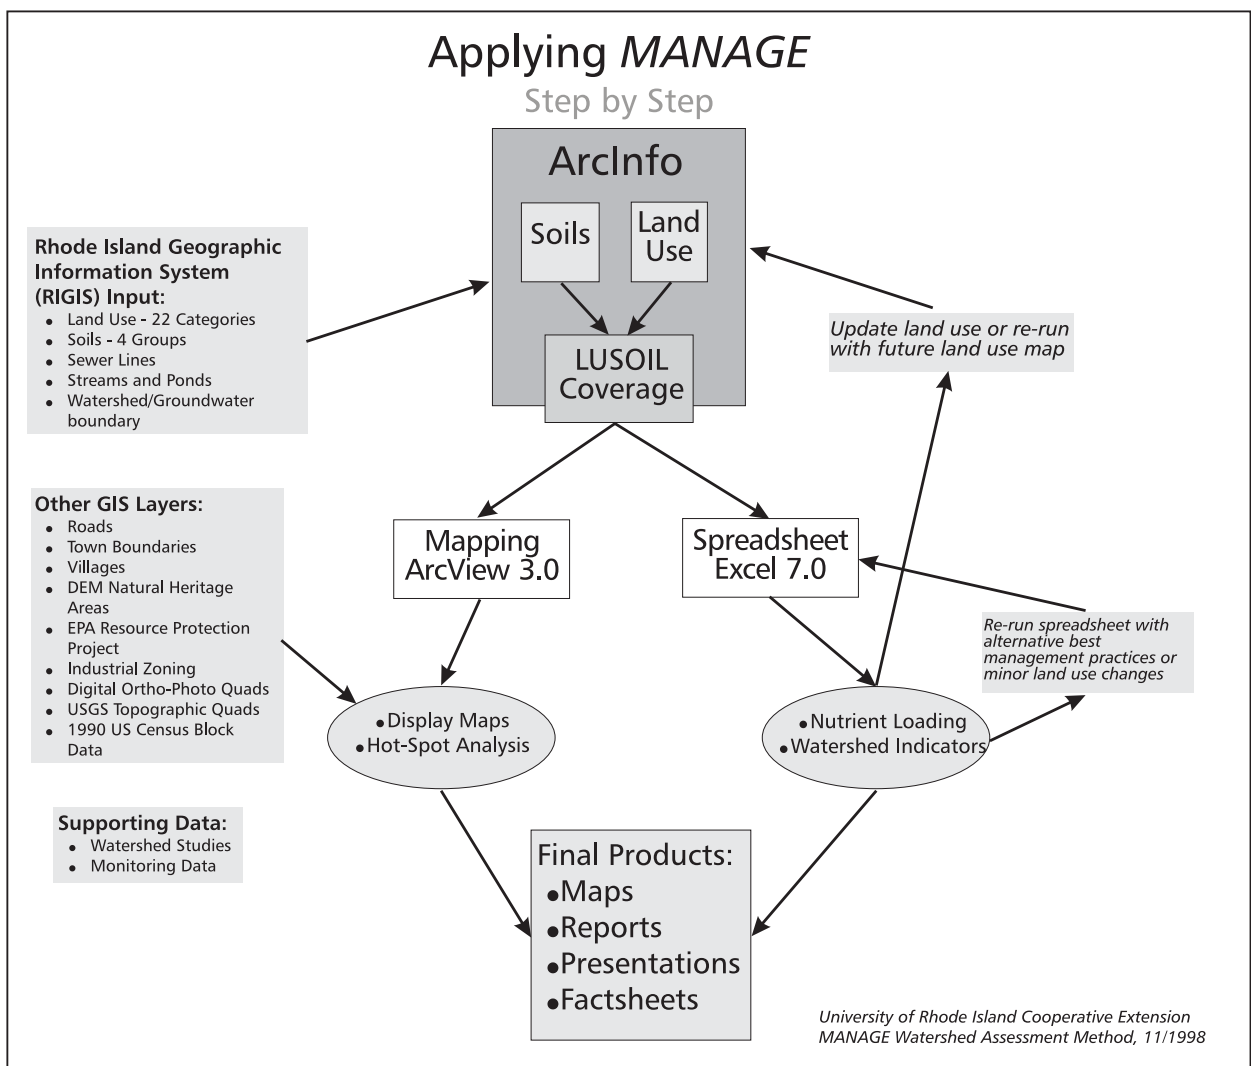 Applying MANAGE
Step by Step
ArcInfo
Soils
Land
Use
LUSOIL
Coverage
Rhode Island Geographic
Information System
(RIGIS) Input:
• Land Use - 22 Categories
• Soils - 4 Groups
• Sewer Lines
• Streams and Ponds
• Watershed/Groundwater
boundary
Update land use or re-run
with future land use map
Other GIS Layers:
• Roads
• Town Boundaries
• Villages
• DEM Natural Heritage
Areas
• EPA Resource Protection
Project
• Industrial Zoning
• Digital Ortho-Photo Quads
• USGS Topographic Quads
• 1990 US Census Block
Data
Mapping
ArcView 3.0
Spreadsheet
Excel 7.0
Re-run spreadsheet with
alternative best
management practices or
minor land use changes
•Display Maps
•Hot-Spot Analysis
• Nutrient Loading
•Watershed Indicators
Supporting Data:
• Watershed Studies
• Monitoring Data
Final Products:
•Maps
•Reports
•Presentations
•Factsheets
University of Rhode Island Cooperative Extension
MANAGE Watershed Assessment Method, 11/1998